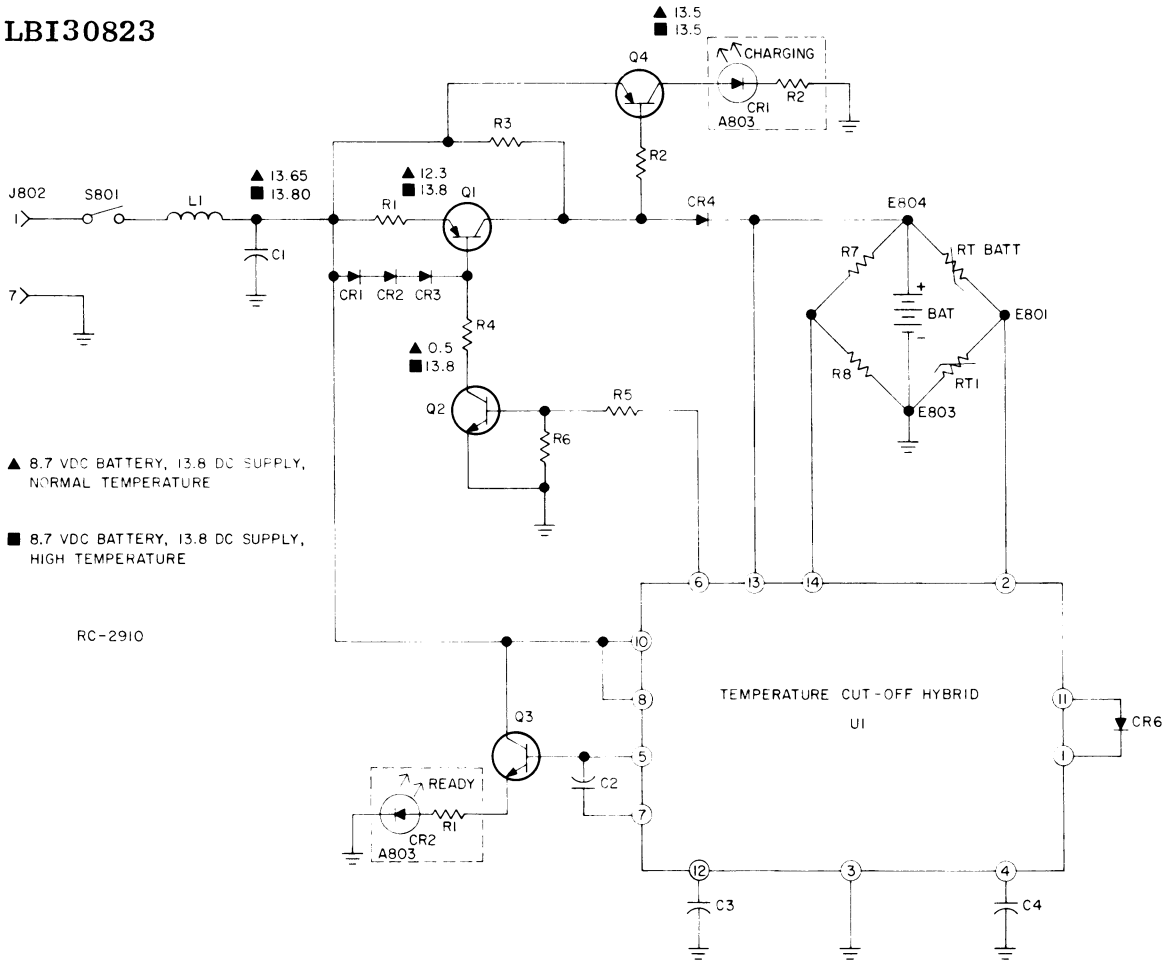 LBI30823
▲ 13.5
■ 13.5
Q4
CHARGING
R2
CR1
A803
R3
R2
▲ 13.65
■ 13.80
▲ 12.3
■ 13.8
Q1
J802
S801
L1
R1
1
C1
CR4
E804
R7
RT BATT
7
CR1 CR2 CR3
+
BAT
-
E801
R4
▲ 0.5
■ 13.8
R8
RT1
Q2
R5
E803
R6
▲ 8.7 VDC BATTERY, 13.8 DC SUPPLY,
NORMAL TEMPERATURE
■ 8.7 VDC BATTERY, 13.8 DC SUPPLY,
HIGH TEMPERATURE
6
13
14
2
RC-2910
10
8
TEMPERATURE CUT-OFF HYBRID
U1
11
CR6
Q3
5
1
READY
C2
7
R1
CR2
A803
12
3
4
C3
C4